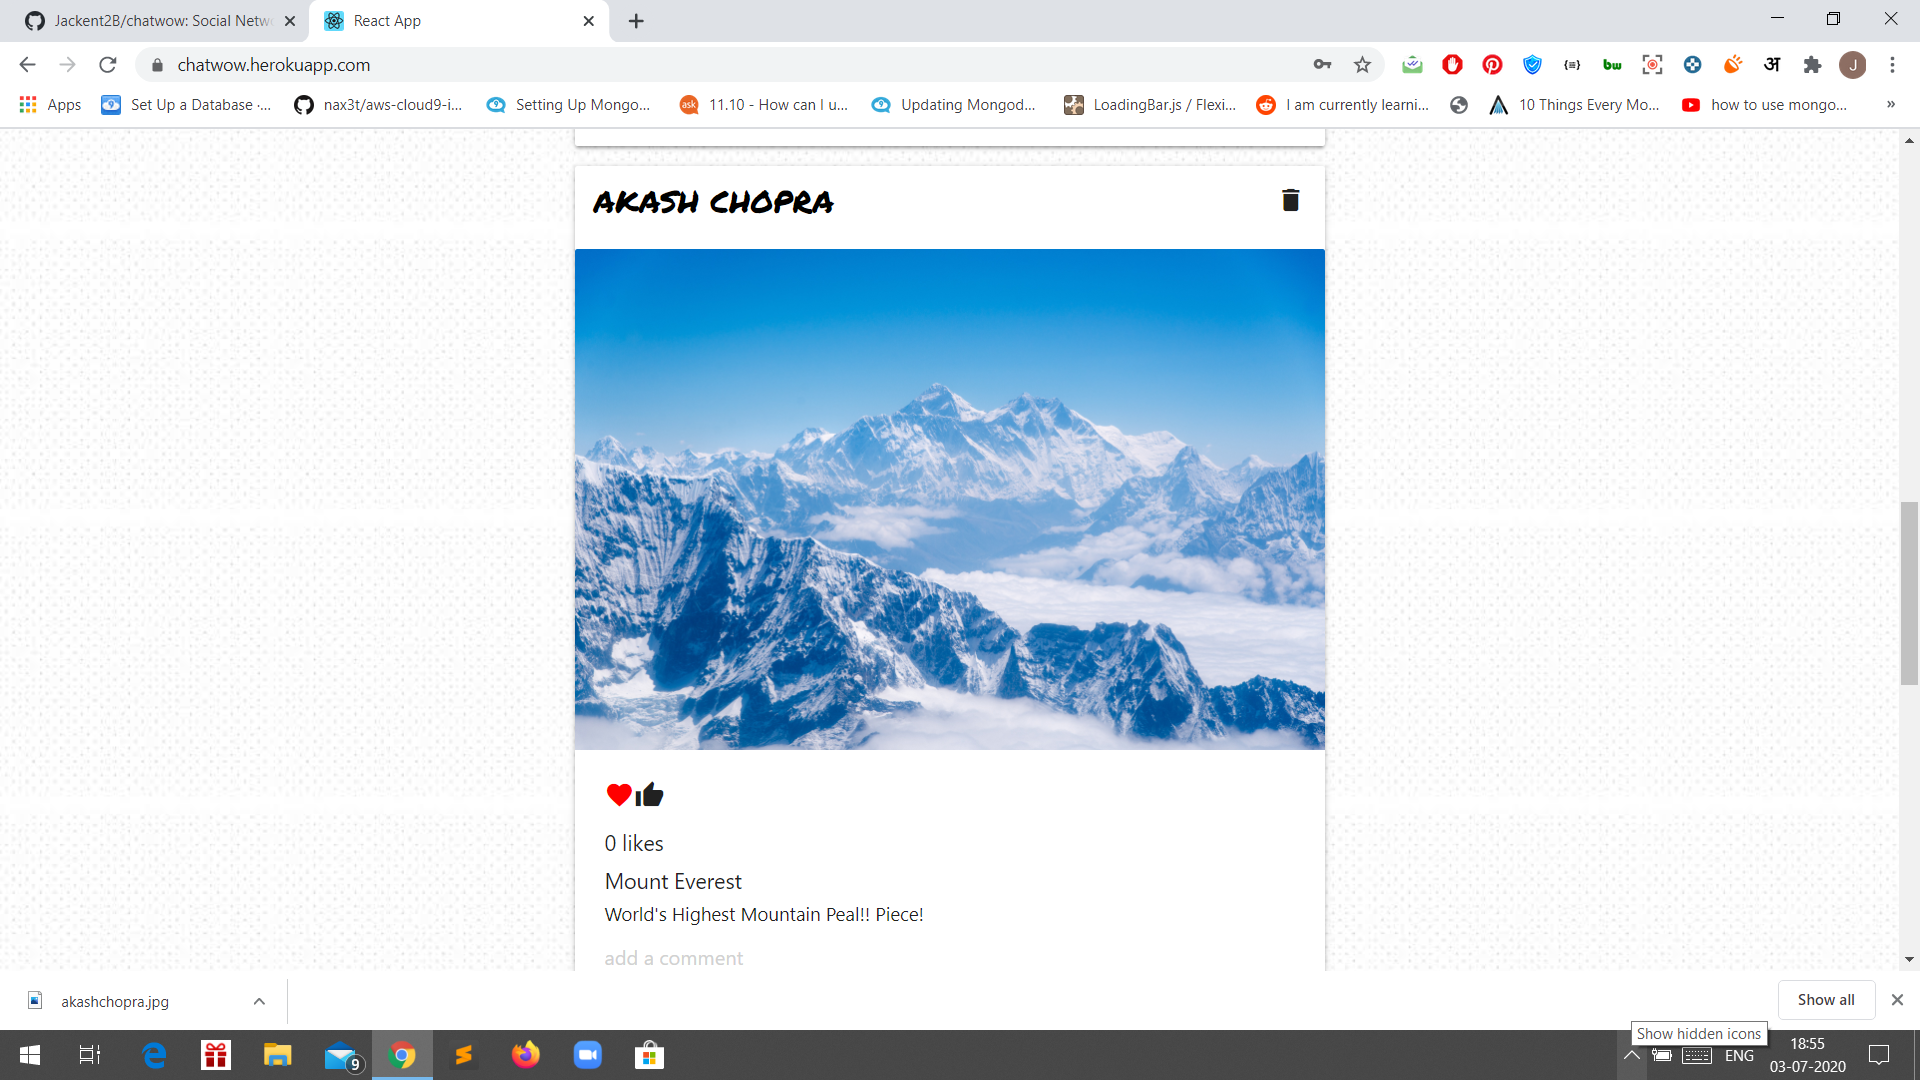 Jackent2B/chatwow: Social Netw
React App
chatwow.herokuapp.com
J
Apps
Set Up a Database ·...
nax3t/aws-cloud9-i...
Setting Up Mongo...
ask
11.10 - How can I u...
Updating Mongod...
LoadingBar.js / Flexi...
I am currently learni...
10 Things Every Mo...
how to use mongo...
»
bw
अ
AKASH CHOPRA
0 likes
Mount Everest
World's Highest Mountain Peal!! Piece!
add a comment
akashchopra.jpg
Show all
Show hidden icons
9
ENG
18:55
03-07-2020